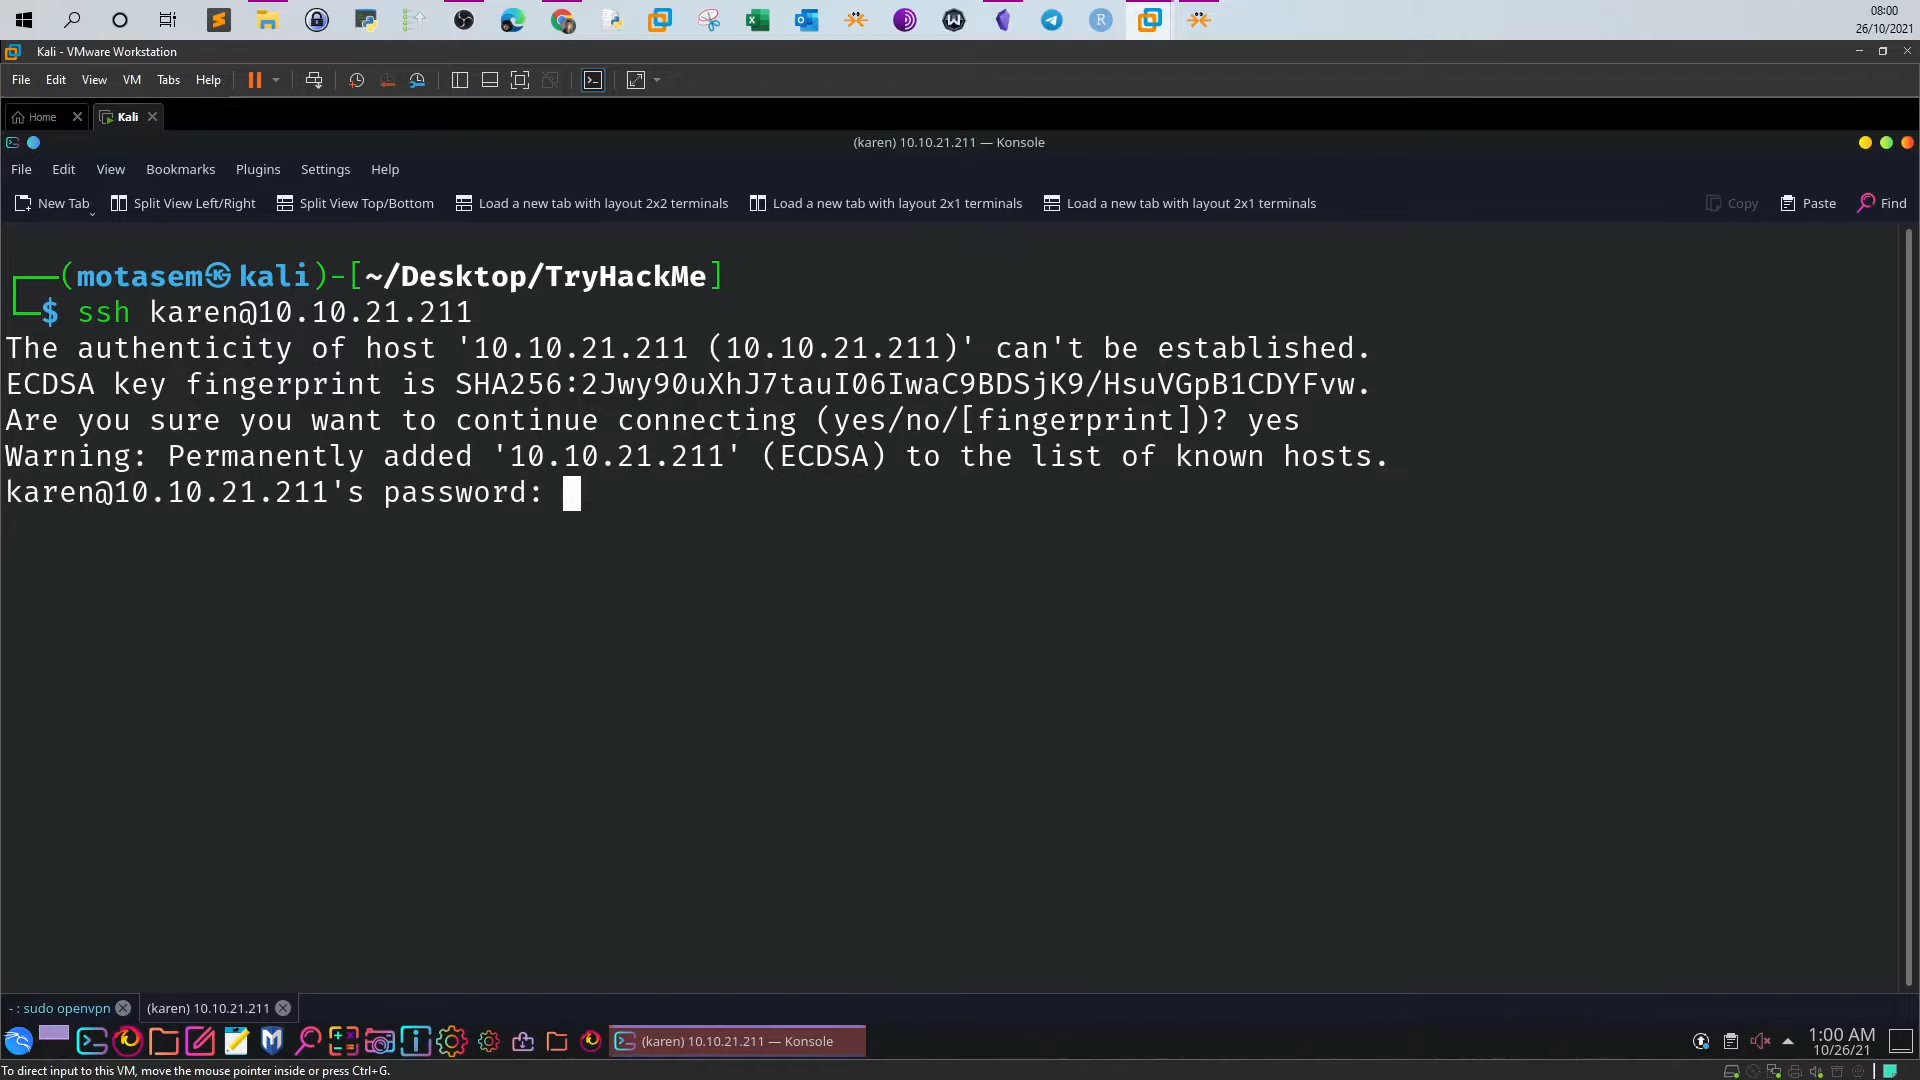 08:00
26/10/2021
Kali - VMware Workstation
File Edit View VM Tabs Help
Home Kali
(karen) 10.10.21.211 — Konsole
File Edit View Bookmarks Plugins Settings Help
New Tab Split View Left/Right Split View Top/Bottom Load a new tab with layout 2x2 terminals Load a new tab with layout 2x1 terminals Load a new tab with layout 2x1 terminals Copy Paste Find
┌──(motasem㉿kali)-[~/Desktop/TryHackMe]
└─$ ssh karen@10.10.21.211
The authenticity of host '10.10.21.211 (10.10.21.211)' can't be established.
ECDSA key fingerprint is SHA256:2Jwy90uXhJ7tauI06IwaC9BDSjK9/HsuVGpB1CDYFvw.
Are you sure you want to continue connecting (yes/no/[fingerprint])? yes
Warning: Permanently added '10.10.21.211' (ECDSA) to the list of known hosts.
karen@10.10.21.211's password:
- : sudo openvpn (karen) 10.10.21.211
(karen) 10.10.21.211 — Konsole
1:00 AM
10/26/21
To direct input to this VM, move the mouse pointer inside or press Ctrl+G.